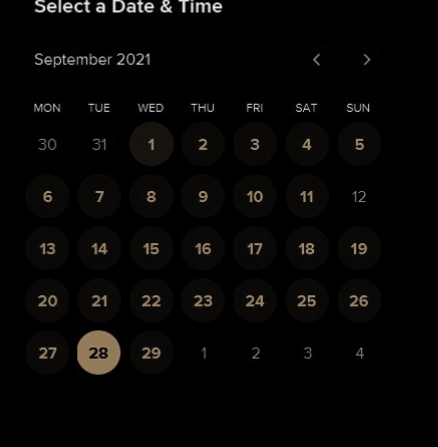 Select a Date & Time
September 2021
MON TUE WED THU FRI SAT SUN
30 31 1 2 3 4 5
6 7 8 9 10 11 12
13 14 15 16 17 18 19
20 21 22 23 24 25 26
27 28 29 1 2 3 4